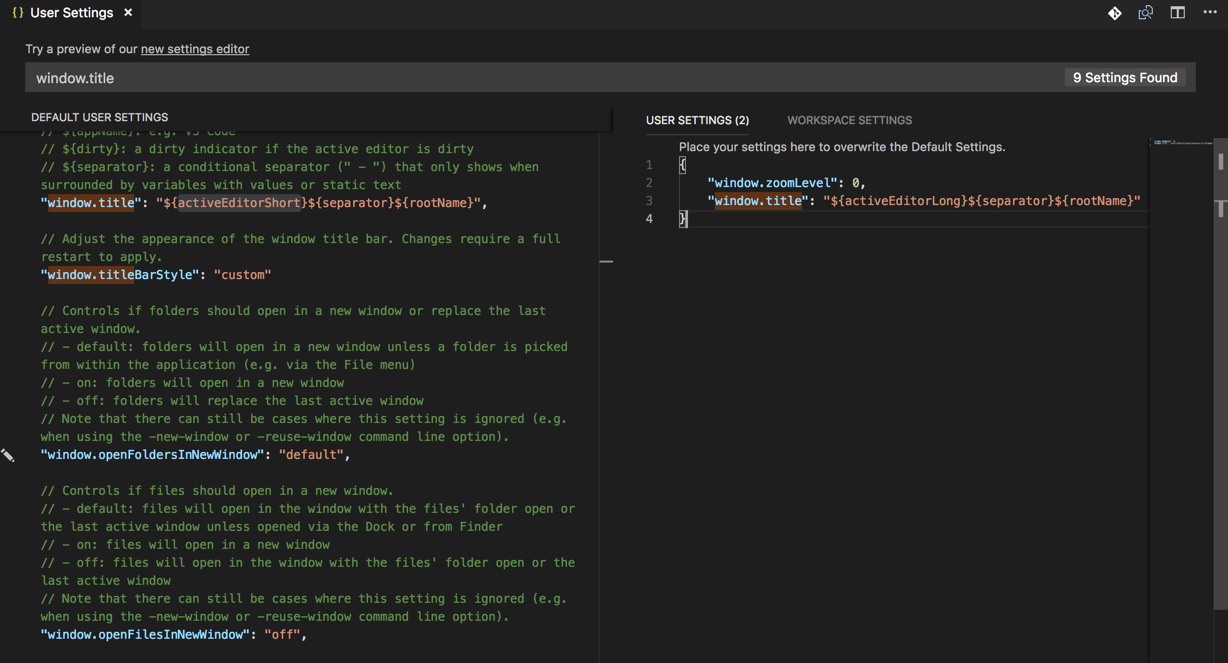 {} User Settings ×
Try a preview of our new settings editor
window.title
9 Settings Found
DEFAULT USER SETTINGS
// ${appName}: e.g. VS Code
// ${dirty}: a dirty indicator if the active editor is dirty
// ${separator}: a conditional separator (" - ") that only shows when
surrounded by variables with values or static text
"window.title": "${activeEditorShort}${separator}${rootName}",
// Adjust the appearance of the window title bar. Changes require a full
restart to apply.
"window.titleBarStyle": "custom"
// Controls if folders should open in a new window or replace the last
active window.
// - default: folders will open in a new window unless a folder is picked
from within the application (e.g. via the File menu)
// - on: folders will open in a new window
// - off: folders will replace the last active window
// Note that there can still be cases where this setting is ignored (e.g.
when using the -new-window or -reuse-window command line option).
"window.openFoldersInNewWindow": "default",
// Controls if files should open in a new window.
// - default: files will open in the window with the files' folder open or
the last active window unless opened via the Dock or from Finder
// - on: files will open in a new window
// - off: files will open in the window with the files' folder open or the
last active window
// Note that there can still be cases where this setting is ignored (e.g.
when using the -new-window or -reuse-window command line option).
"window.openFilesInNewWindow": "off",
USER SETTINGS (2)
WORKSPACE SETTINGS
Place your settings here to overwrite the Default Settings.
1 {
2 "window.zoomLevel": 0,
3 "window.title": "${activeEditorLong}${separator}${rootName}"
4 }